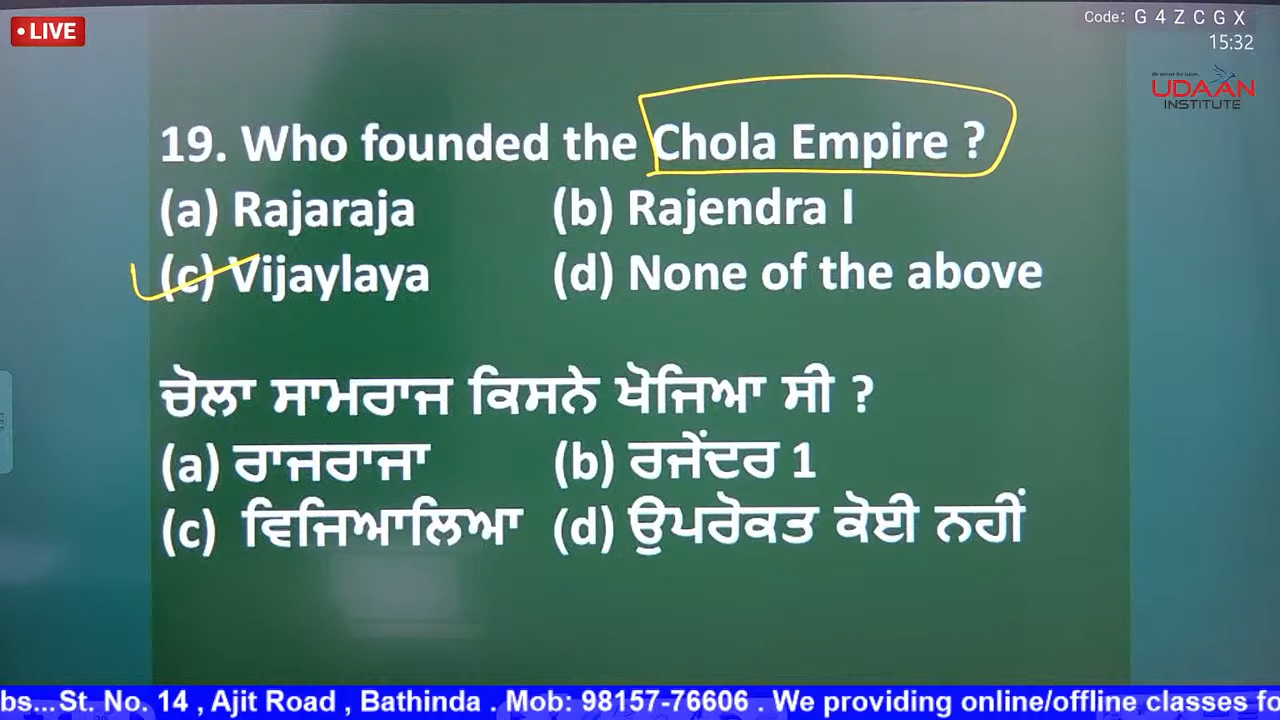 • LIVE
Code: G 4 Z C G X
15:32
UDAAN
INSTITUTE
19. Who founded the Chola Empire ?
(a) Rajaraja (b) Rajendra I
(c) Vijaylaya (d) None of the above
ਚੋਲਾ ਸਾਮਰਾਜ ਕਿਸਨੇ ਖੋਜਿਆ ਸੀ ?
(a) ਰਾਜਰਾਜਾ (b) ਰਜੇਂਦਰ 1
(c) ਵਿਜਿਆਲਿਆ (d) ਉਪਰੋਕਤ ਕੋਈ ਨਹੀਂ
bs... St. No. 14 , Ajit Road , Bathinda . Mob: 98157-76606 . We providing online/offline classes fo